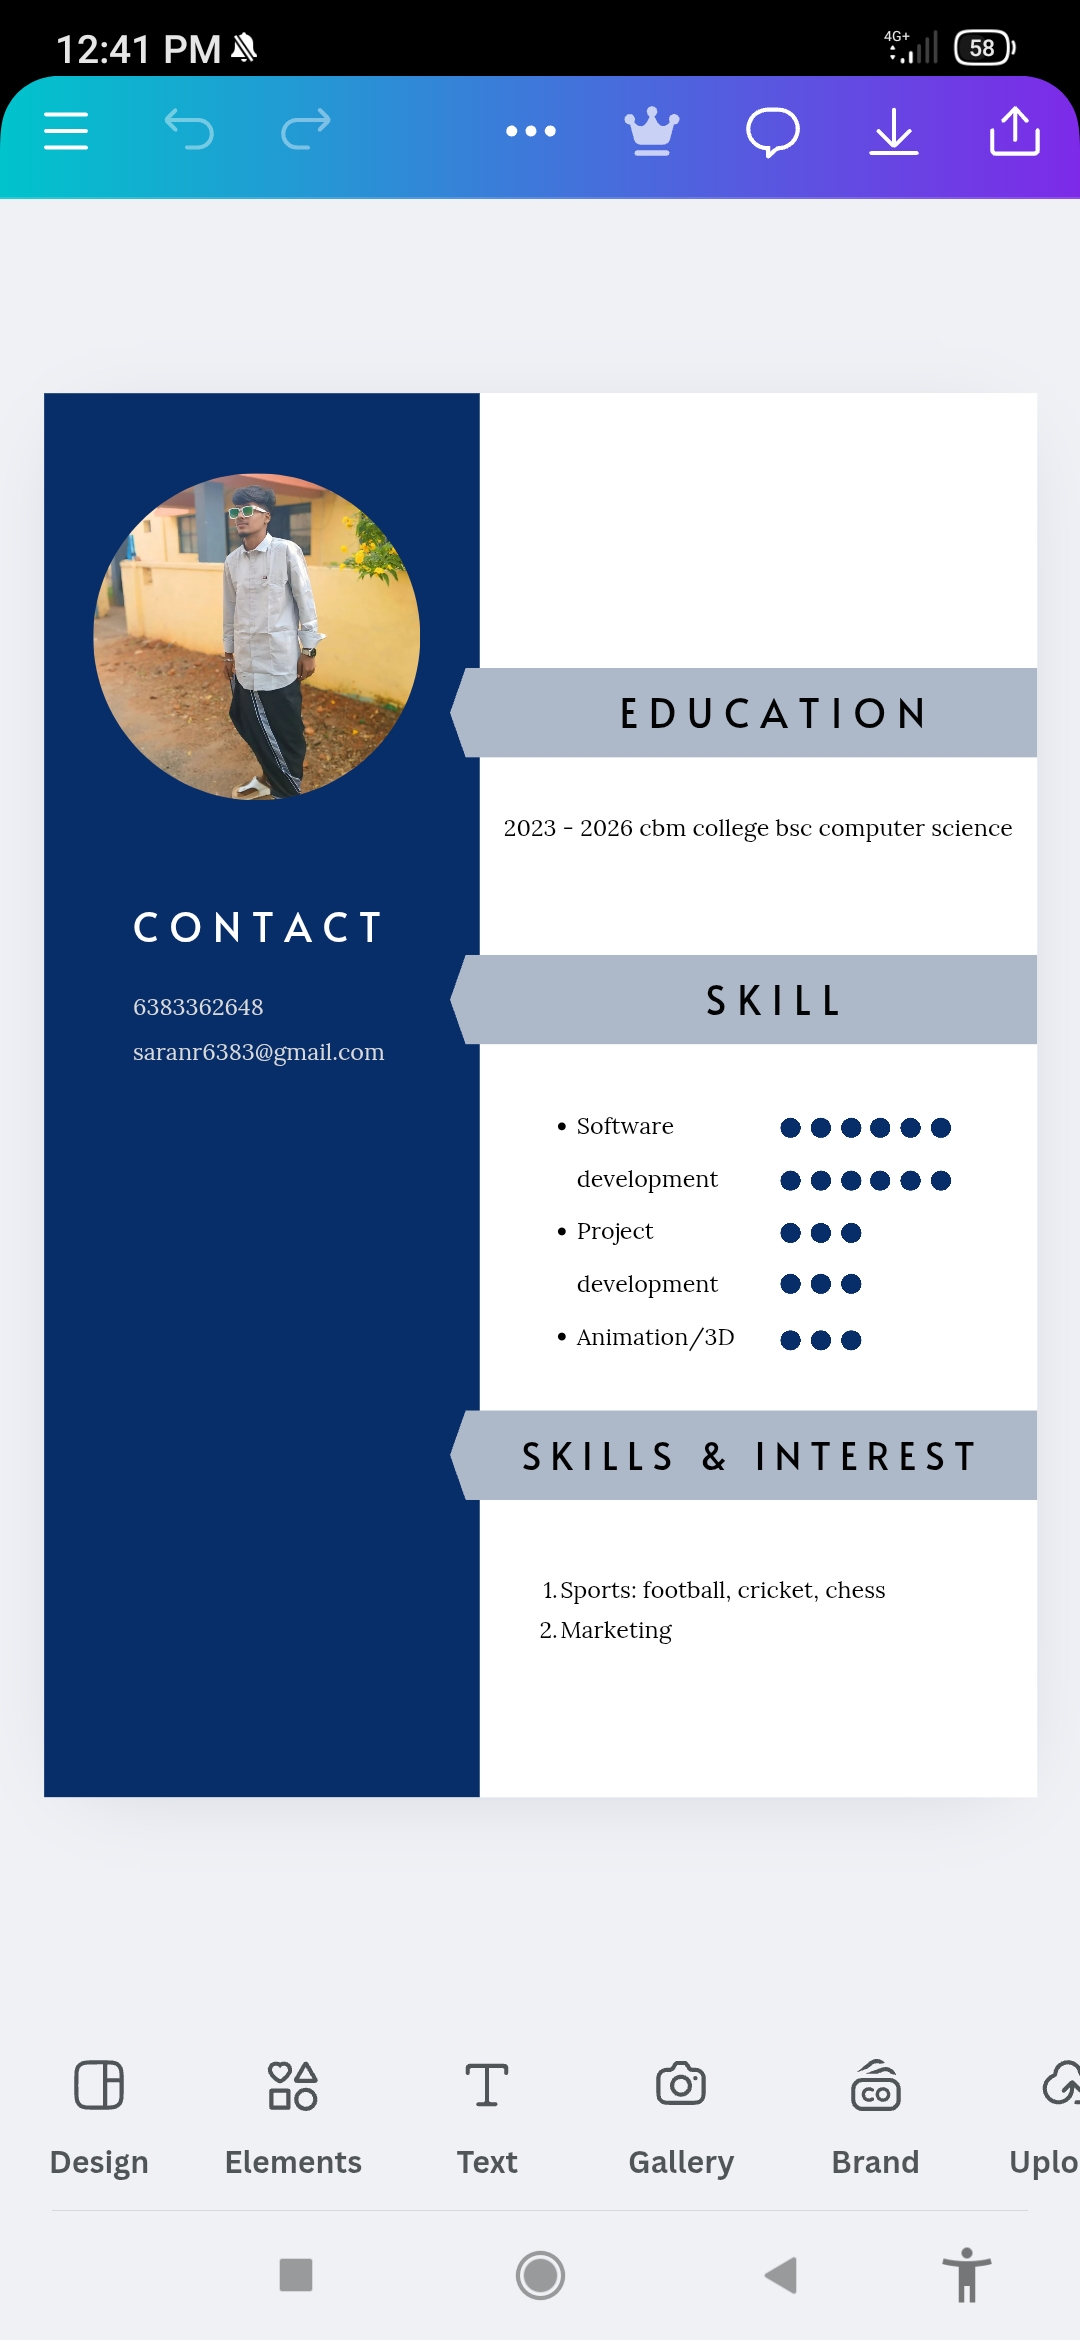 12:41 PM
4G+
58
EDUCATION
2023 - 2026 cbm college bsc computer science
CONTACT
6383362648
saranr6383@gmail.com
SKILL
• Software
development
• Project
development
• Animation/3D
SKILLS & INTEREST
1. Sports: football, cricket, chess
2. Marketing
CO
Design
Elements
Text
Gallery
Brand
Uplo